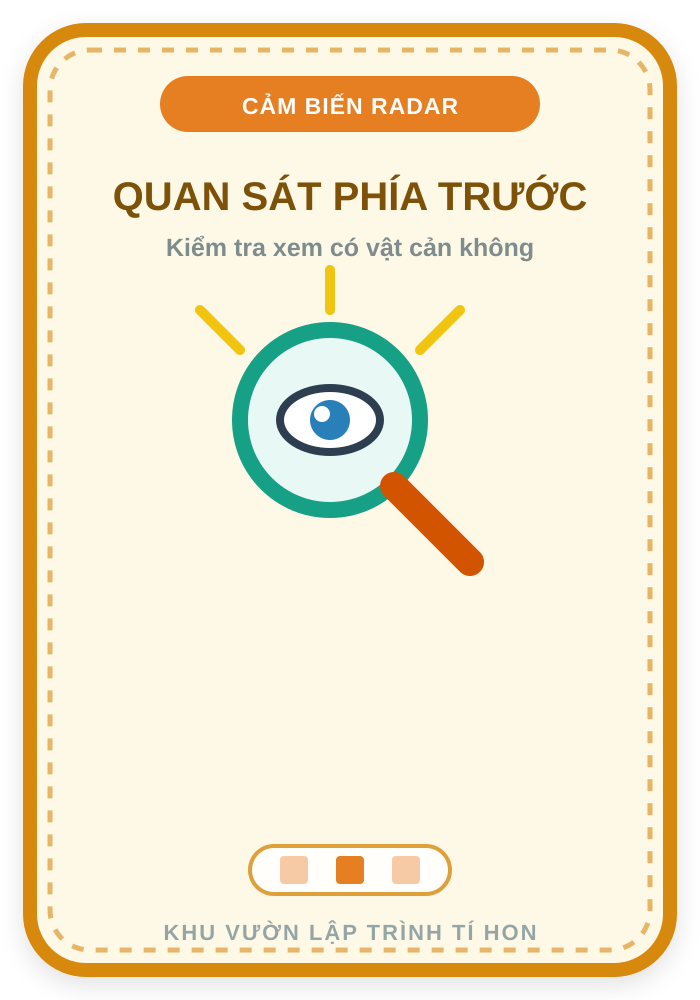 CẢM BIẾN RADAR
QUAN SÁT PHÍA TRƯỚC
Kiểm tra xem có vật cản không
KHU VƯỜN LẬP TRÌNH TÍ HON